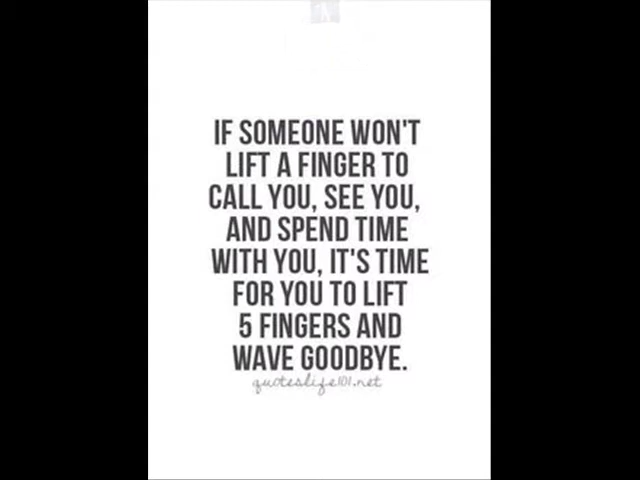 IF SOMEONE WON'T
LIFT A FINGER TO
CALL YOU, SEE YOU,
AND SPEND TIME
WITH YOU, IT'S TIME
FOR YOU TO LIFT
5 FINGERS AND
WAVE GOODBYE.
quoteslife101.net